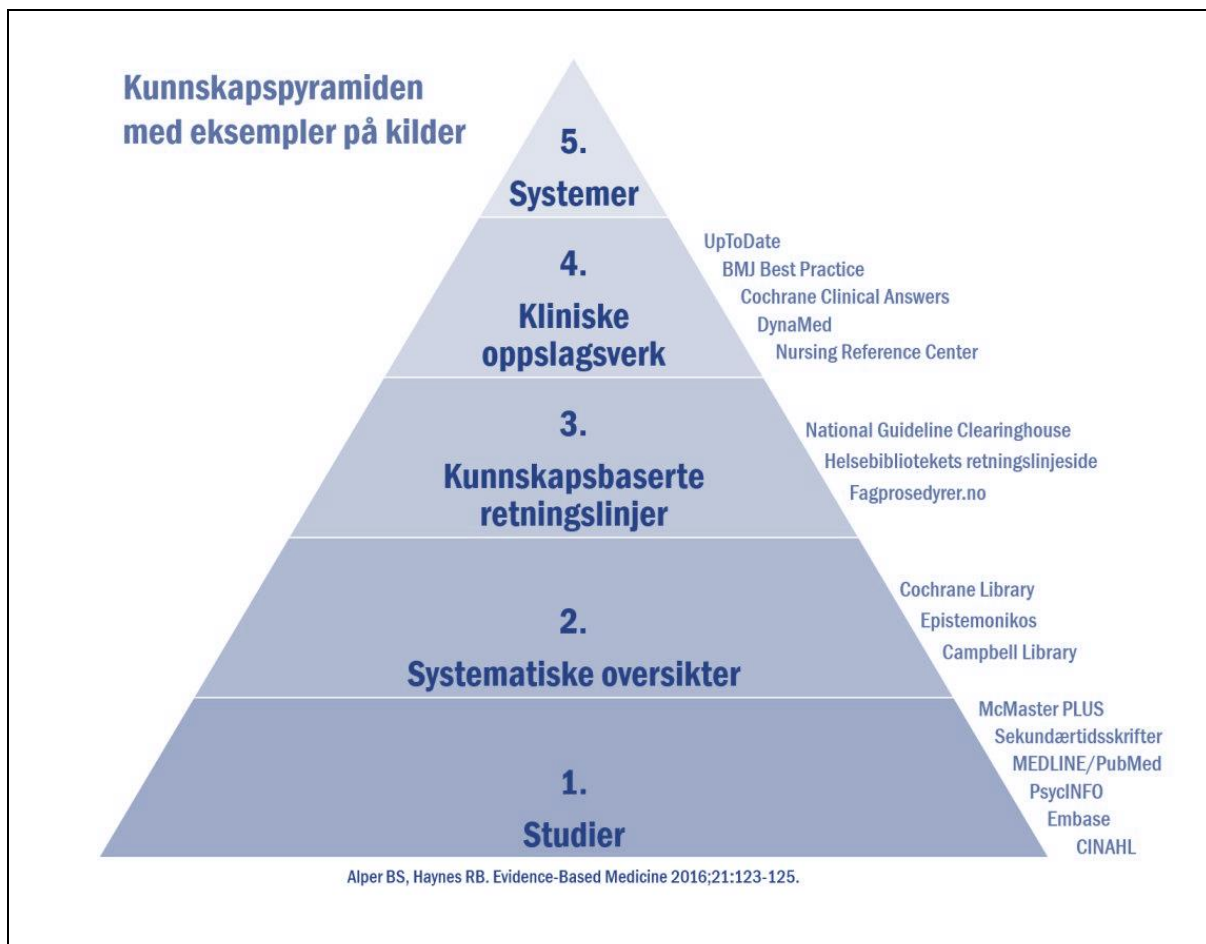 Kunnskapspyramiden
med eksempler på kilder
5.
Systemer
4.
Kliniske
oppslagsverk
UpToDate
BMJ Best Practice
Cochrane Clinical Answers
DynaMed
Nursing Reference Center
3.
Kunnskapsbaserte
retningslinjer
National Guideline Clearinghouse
Helsebibliotekets retningslinjeside
Fagprosedyrer.no
2.
Systematiske oversikter
Cochrane Library
Epistemonikos
Campbell Library
1.
Studier
McMaster PLUS
Sekundærtidsskrifter
MEDLINE/PubMed
PsycINFO
Embase
CINAHL
Alper BS, Haynes RB. Evidence-Based Medicine 2016;21:123-125.